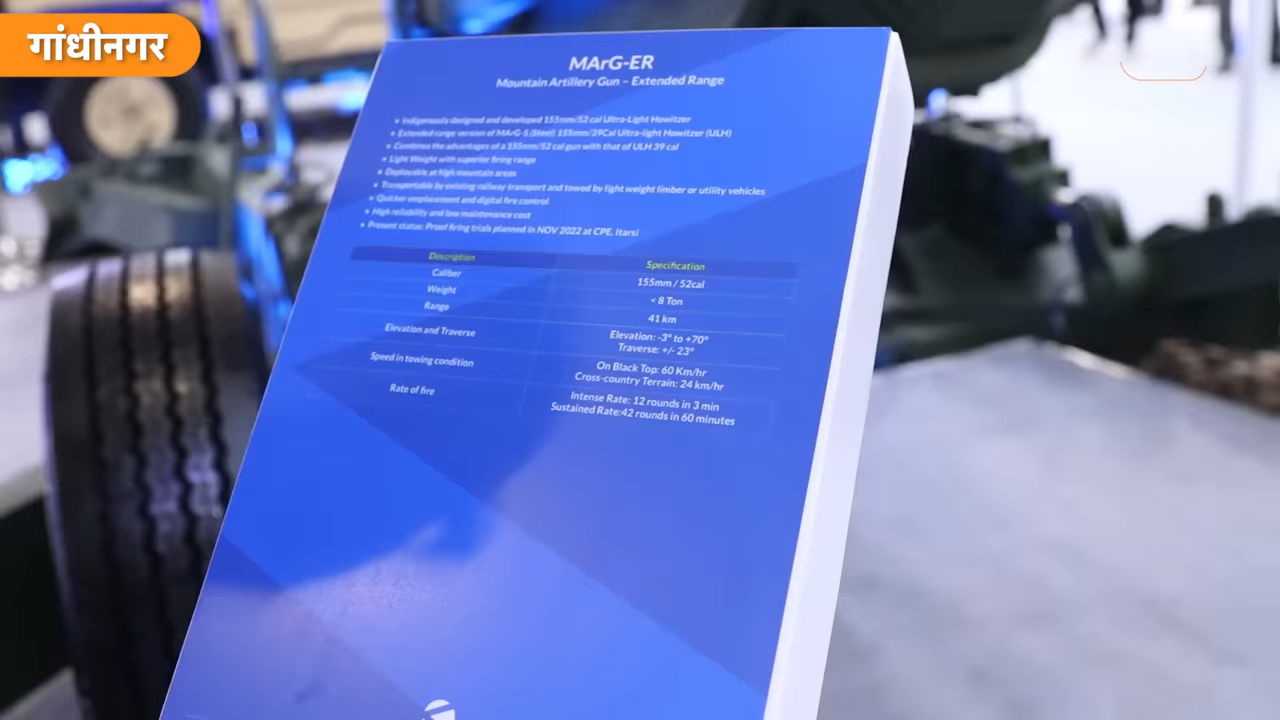 गांधीनगर
MArG-ER
Mountain Artillery Gun – Extended Range
• Indigenously designed and developed 155mm/52 cal Ultra-Light Howitzer
• Extended range version of MArG-S (Steel) 155mm/39Cal Ultra-light Howitzer (ULH)
• Combines the advantages of a 155mm/52 cal gun with that of ULH 39 cal
• Light Weight with superior firing range
• Deployable at high mountain areas
• Transportable by existing railway transport and towed by light weight limber or utility vehicles
• Quicker emplacement and digital fire control
• High reliability and low maintenance cost
• Present status: Proof firing trials planned in NOV 2022 at CPE, Itarsi
Description Specification
Caliber 155mm / 52cal
Weight < 8 Ton
Range 41 km
Elevation and Traverse Elevation: -3° to +70°
Traverse: +/- 23°
Speed in towing condition On Black Top: 60 Km/hr
Cross-country Terrain: 24 km/hr
Rate of fire Intense Rate: 12 rounds in 3 min
Sustained Rate:42 rounds in 60 minutes